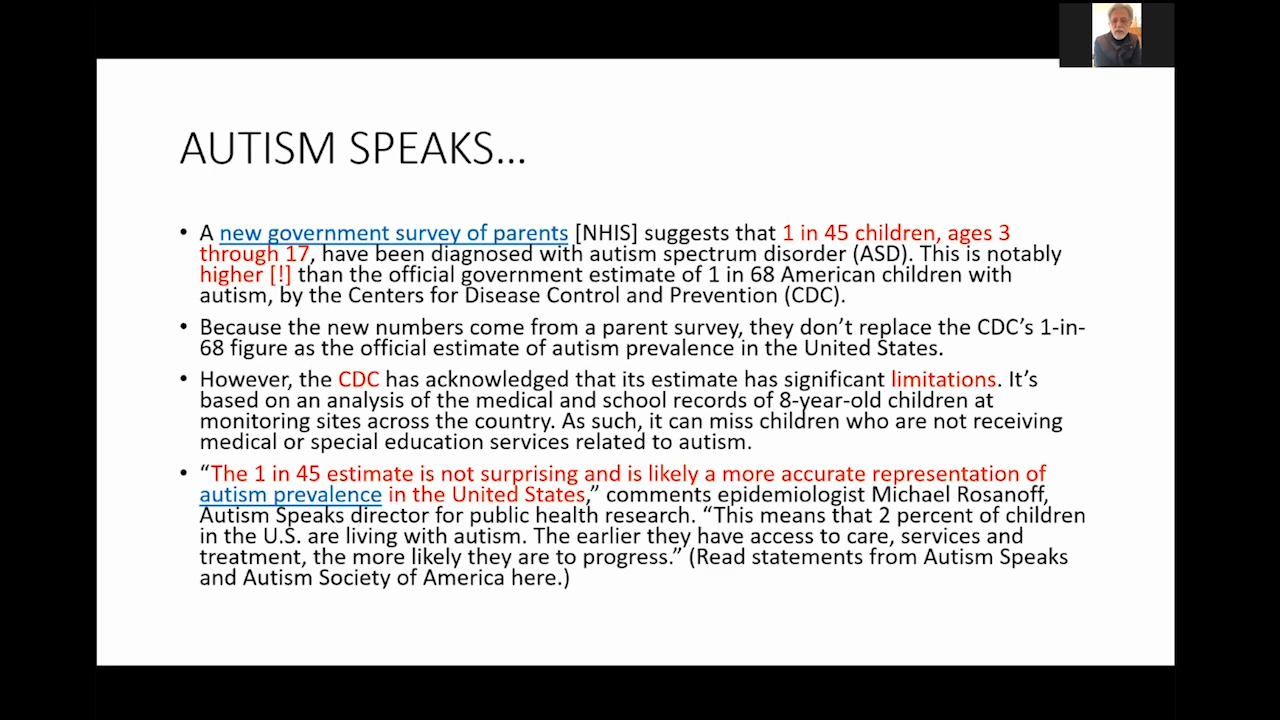 AUTISM SPEAKS...
• A new government survey of parents [NHIS] suggests that 1 in 45 children, ages 3
through 17, have been diagnosed with autism spectrum disorder (ASD). This is notably
higher [!] than the official government estimate of 1 in 68 American children with
autism, by the Centers for Disease Control and Prevention (CDC).
• Because the new numbers come from a parent survey, they don’t replace the CDC’s 1-in-
68 figure as the official estimate of autism prevalence in the United States.
• However, the CDC has acknowledged that its estimate has significant limitations. It’s
based on an analysis of the medical and school records of 8-year-old children at
monitoring sites across the country. As such, it can miss children who are not receiving
medical or special education services related to autism.
• “The 1 in 45 estimate is not surprising and is likely a more accurate representation of
autism prevalence in the United States,” comments epidemiologist Michael Rosanoff,
Autism Speaks director for public health research. “This means that 2 percent of children
in the U.S. are living with autism. The earlier they have access to care, services and
treatment, the more likely they are to progress.” (Read statements from Autism Speaks
and Autism Society of America here.)